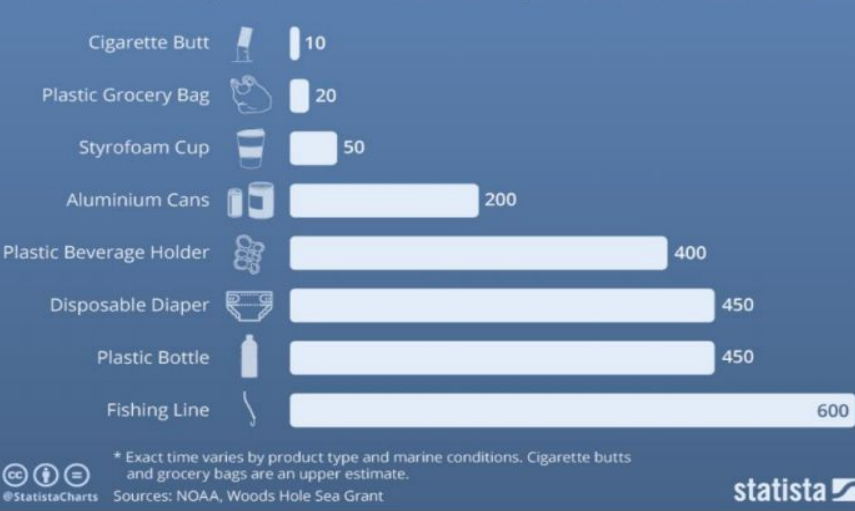 Cigarette Butt 10
Plastic Grocery Bag 20
Styrofoam Cup 50
Aluminium Cans 200
Plastic Beverage Holder 400
Disposable Diaper 450
Plastic Bottle 450
Fishing Line 600
* Exact time varies by product type and marine conditions. Cigarette butts
and grocery bags are an upper estimate.
cc
@StatistaCharts Sources: NOAA, Woods Hole Sea Grant
statista